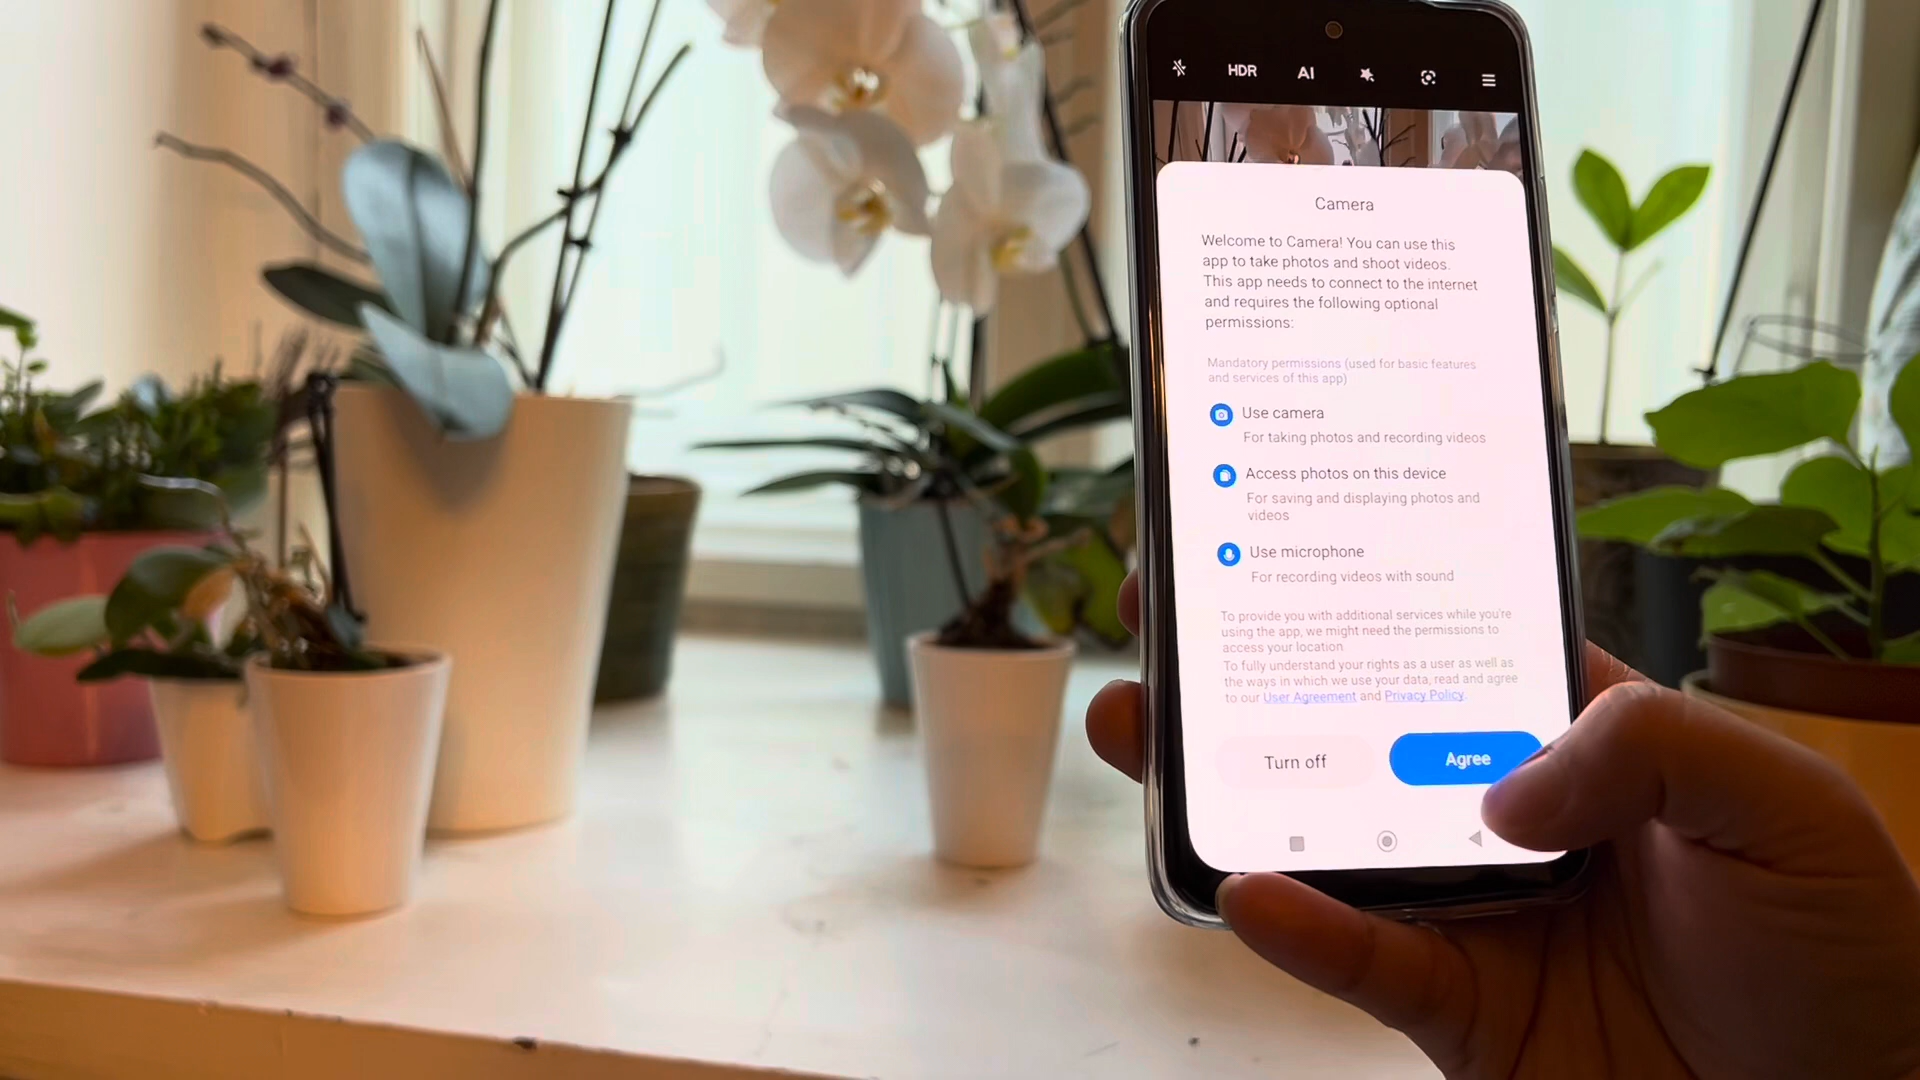 HDR AI
Camera
Welcome to Camera! You can use this
app to take photos and shoot videos.
This app needs to connect to the internet
and requires the following optional
permissions:
Mandatory permissions (used for basic features
and services of this app)
Use camera
For taking photos and recording videos
Access photos on this device
For saving and displaying photos and
videos
Use microphone
For recording videos with sound
To provide you with additional services while you're
using the app, we might need the permissions to
access your location
To fully understand your rights as a user as well as
the ways in which we use your data, read and agree
to our User Agreement and Privacy Policy.
Turn off Agree